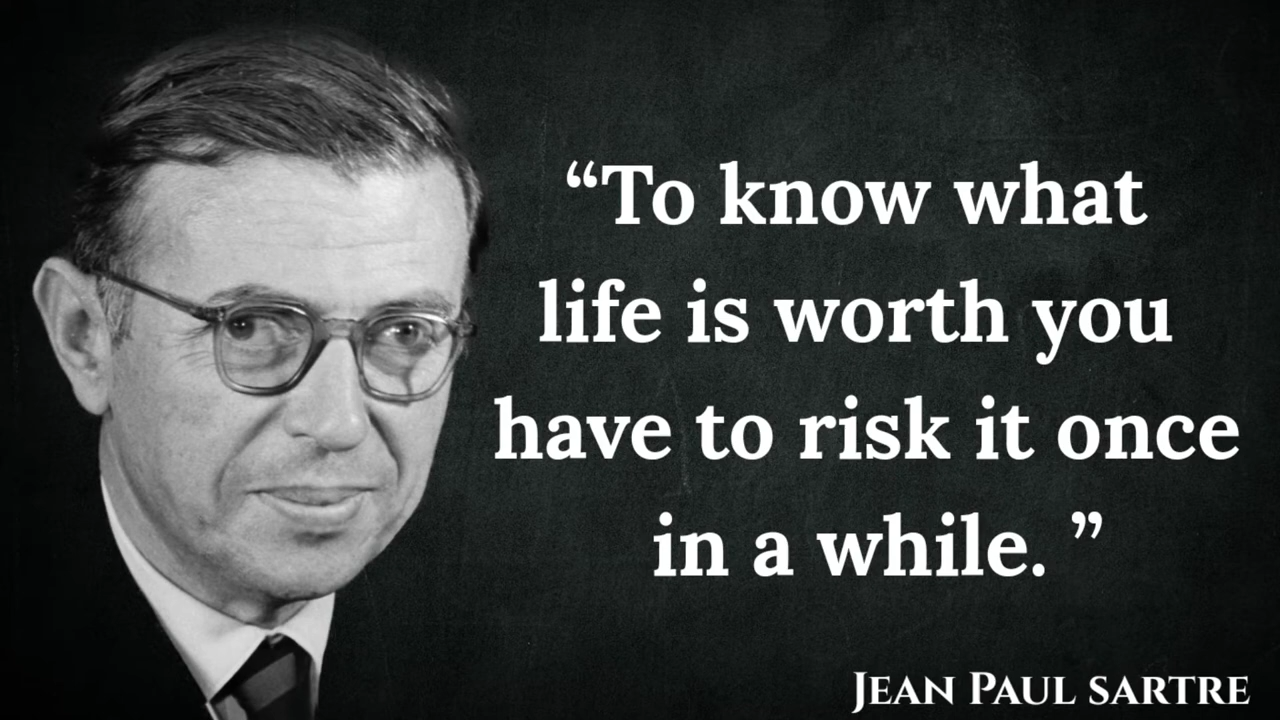 “To know what
life is worth you
have to risk it once
in a while. ”
Jean Paul sartre